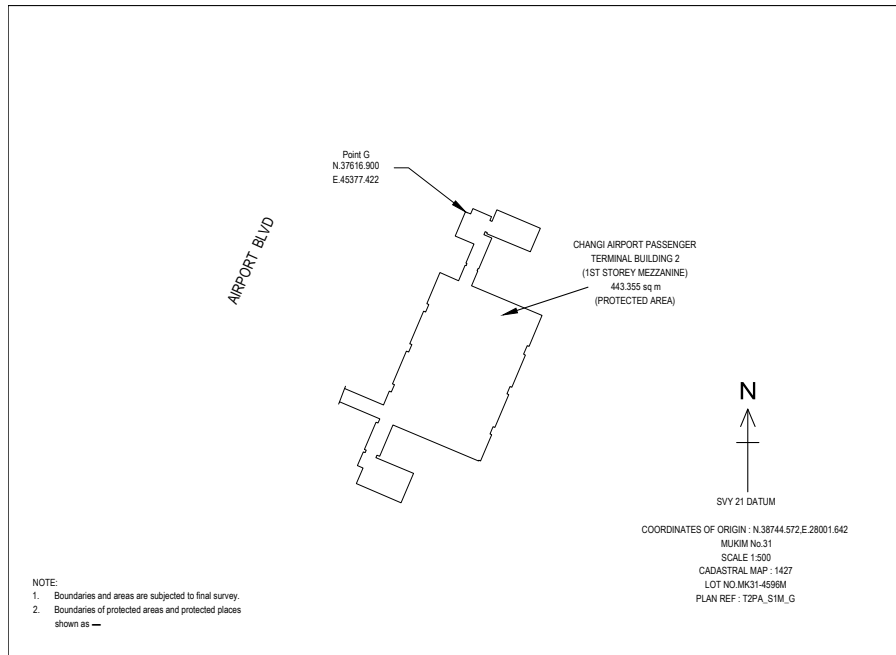 Point G
N.37616.900
E.45377.422
AIRPORT BLVD
CHANGI AIRPORT PASSENGER
TERMINAL BUILDING 2
(1ST STOREY MEZZANINE)
443.355 sq m
(PROTECTED AREA)
N
SVY 21 DATUM
COORDINATES OF ORIGIN : N.38744.572,E.28001.642
MUKIM No.31
SCALE 1:500
CADASTRAL MAP : 1427
LOT NO.MK31-4596M
PLAN REF : T2PA_S1M_G
NOTE:
1. Boundaries and areas are subjected to final survey.
2. Boundaries of protected areas and protected places
shown as —